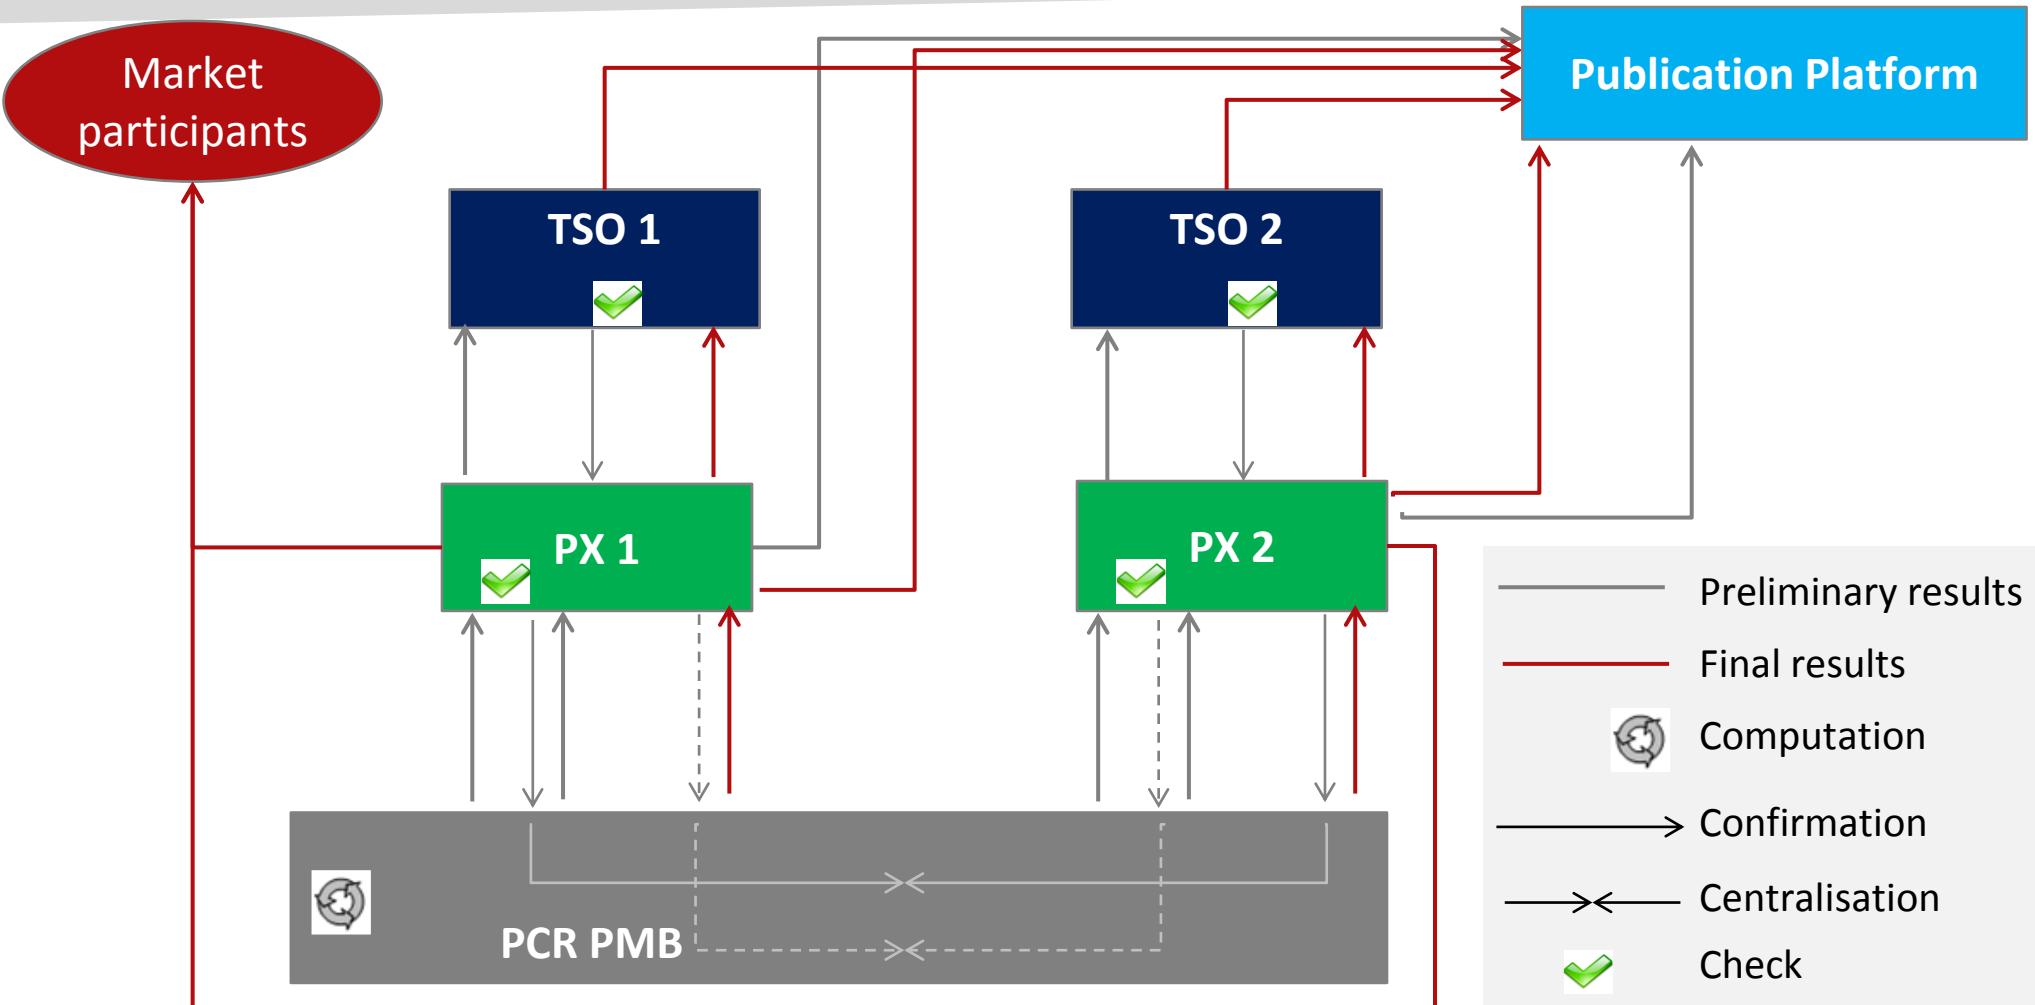 Market
participants
Publication Platform
TSO 1
TSO 2
PX 1
PX 2
PCR PMB
Preliminary results
Final results
Computation
Confirmation
Centralisation
Check